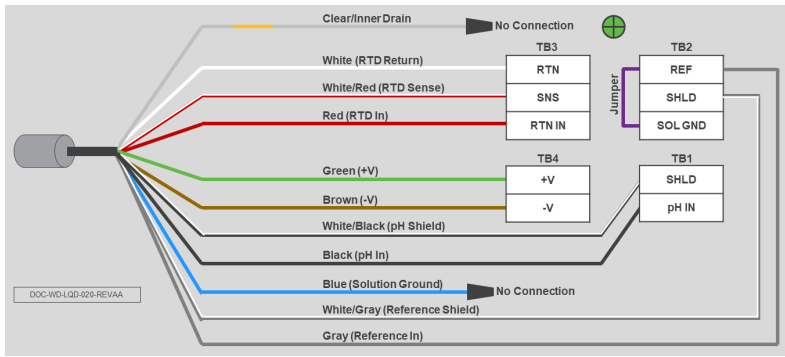 Clear/Inner Drain
No Connection
White (RTD Return)
White/Red (RTD Sense)
Red (RTD In)
TB3
RTN
SNS
RTN IN
Jumper
TB2
REF
SHLD
SOL GND
Green (+V)
Brown (-V)
TB4
+V
-V
TB1
SHLD
pH IN
White/Black (pH Shield)
Black (pH In)
Blue (Solution Ground)
No Connection
DOC-WD-LQD-020-REVAA
White/Gray (Reference Shield)
Gray (Reference In)